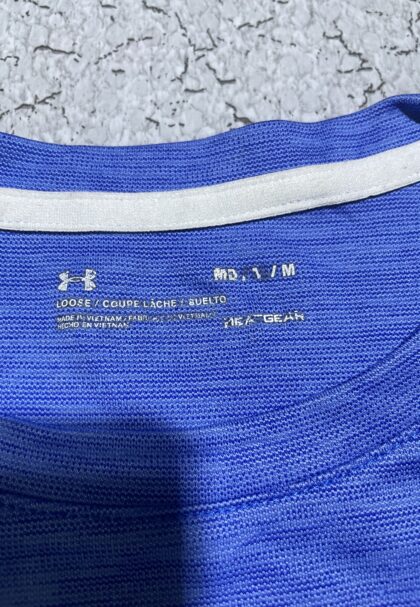 MD / M / M
LOOSE / COUPE LÂCHE / SUELTO
MADE IN VIETNAM / FABRIQUÉ AU VIETNAM /
HECHO EN VIETNAM
HEATGEAR